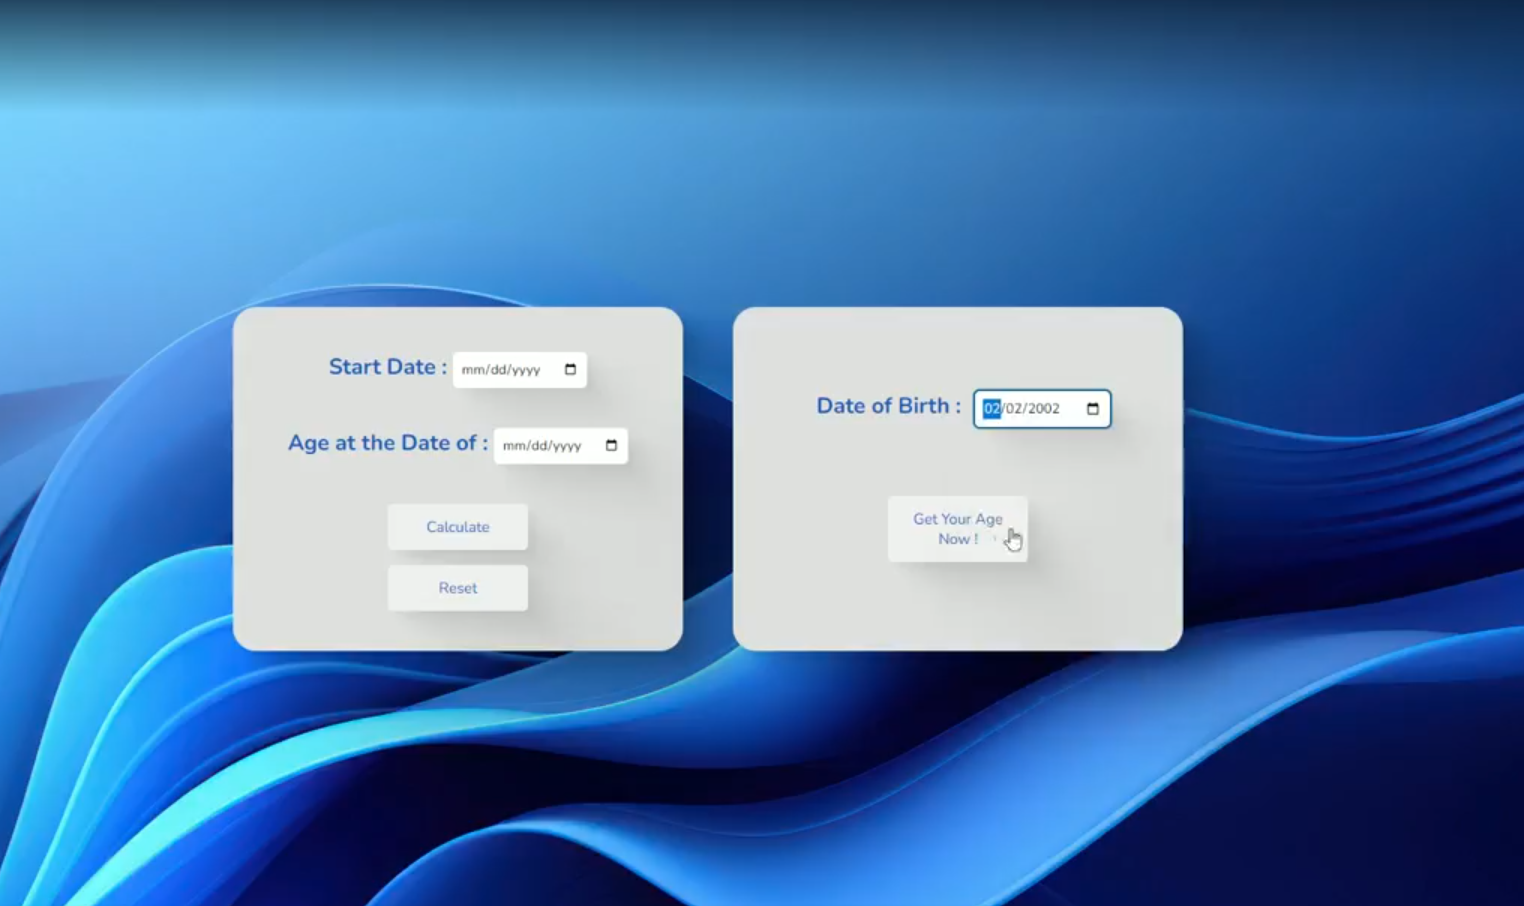 Start Date : mm/dd/yyyy
Age at the Date of : mm/dd/yyyy
Calculate
Reset
Date of Birth : 02/02/2002
Get Your Age
Now !